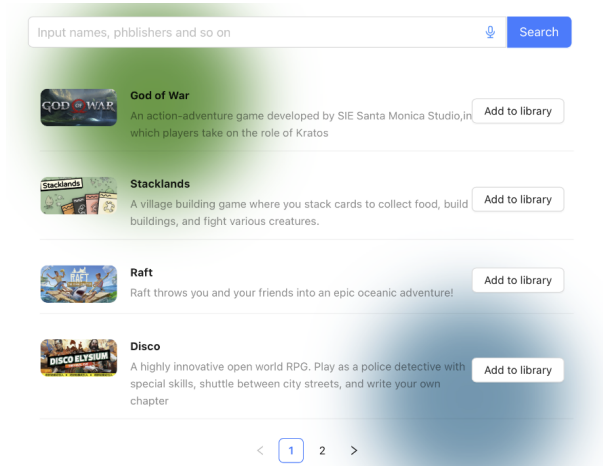 Input names, phblishers and so on
Search
GOD OF WAR
God of War
An action-adventure game developed by SIE Santa Monica Studio,in
which players take on the role of Kratos
Add to library
Stacklands
Stacklands
A village building game where you stack cards to collect food, build
buildings, and fight various creatures.
Add to library
RAFT
Raft
Raft throws you and your friends into an epic oceanic adventure!
Add to library
DISCO ELYSIUM
Disco
A highly innovative open world RPG. Play as a police detective with
special skills, shuttle between city streets, and write your own
chapter
Add to library
< 1 2 >